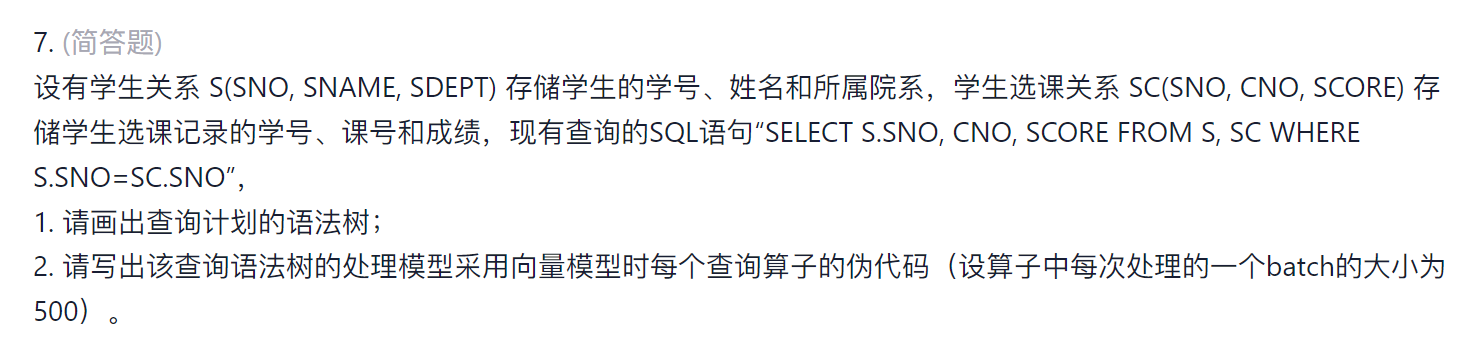 7. (简答题)
设有学生关系 S(SNO, SNAME, SDEPT) 存储学生的学号、姓名和所属院系，学生选课关系 SC(SNO, CNO, SCORE) 存
储学生选课记录的学号、课号和成绩，现有查询的SQL语句“SELECT S.SNO, CNO, SCORE FROM S, SC WHERE
S.SNO=SC.SNO”，
1. 请画出查询计划的语法树；
2. 请写出该查询语法树的处理模型采用向量模型时每个查询算子的伪代码（设算子中每次处理的一个batch的大小为
500）。